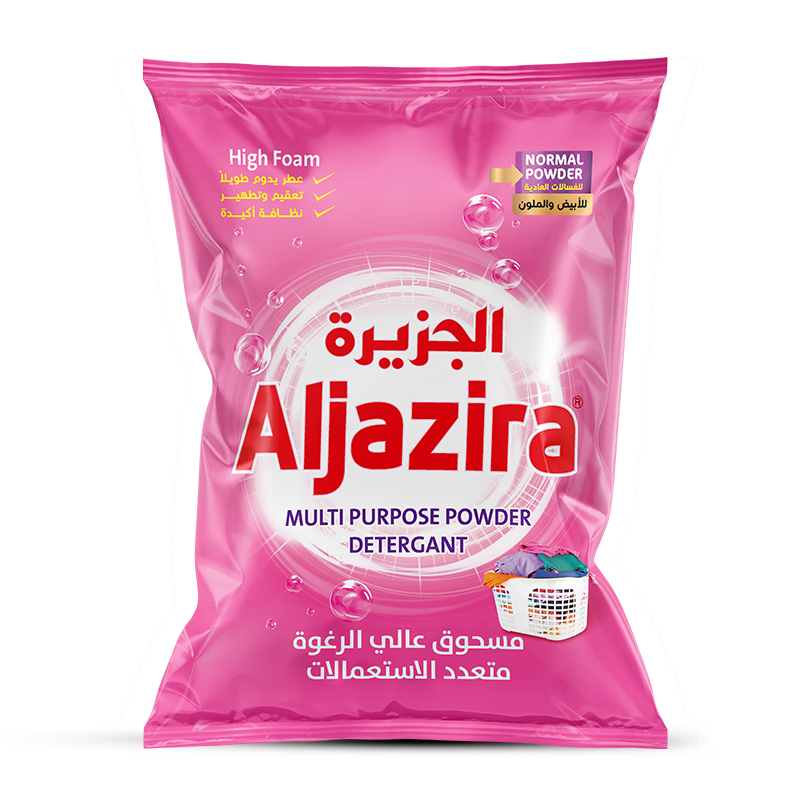 High Foam
عطر يدوم طويلاً
تعقيم وتطهير
نظافة أكيدة
NORMAL
POWDER
للغسالات العادية
للأبيض والملون
الجزيرة
Aljazira®
MULTI PURPOSE POWDER
DETERGANT
مسحوق عالي الرغوة
متعدد الاستعمالات